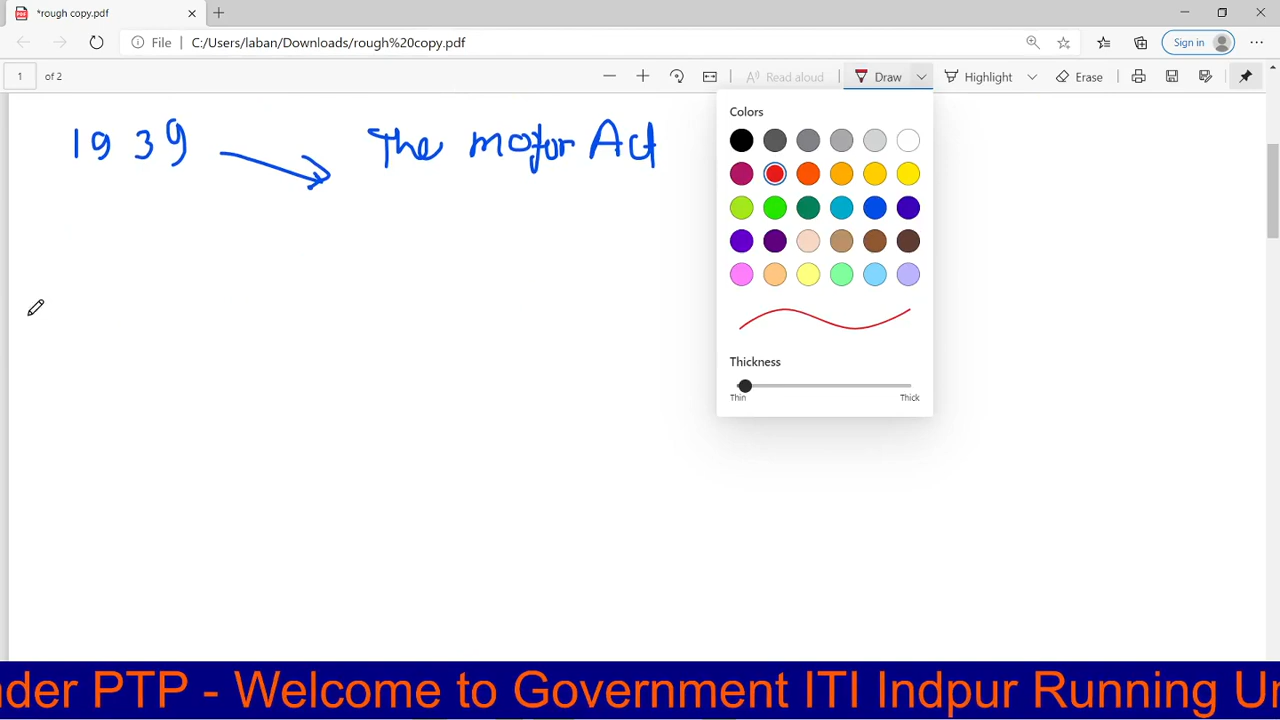 *rough copy.pdf
File C:/Users/laban/Downloads/rough%20copy.pdf Sign in
1 of 2 Read aloud Draw Highlight Erase
1939 The motor Act
Colors
Thickness
Thin Thick
nder PTP - Welcome to Government ITI Indpur Running Un